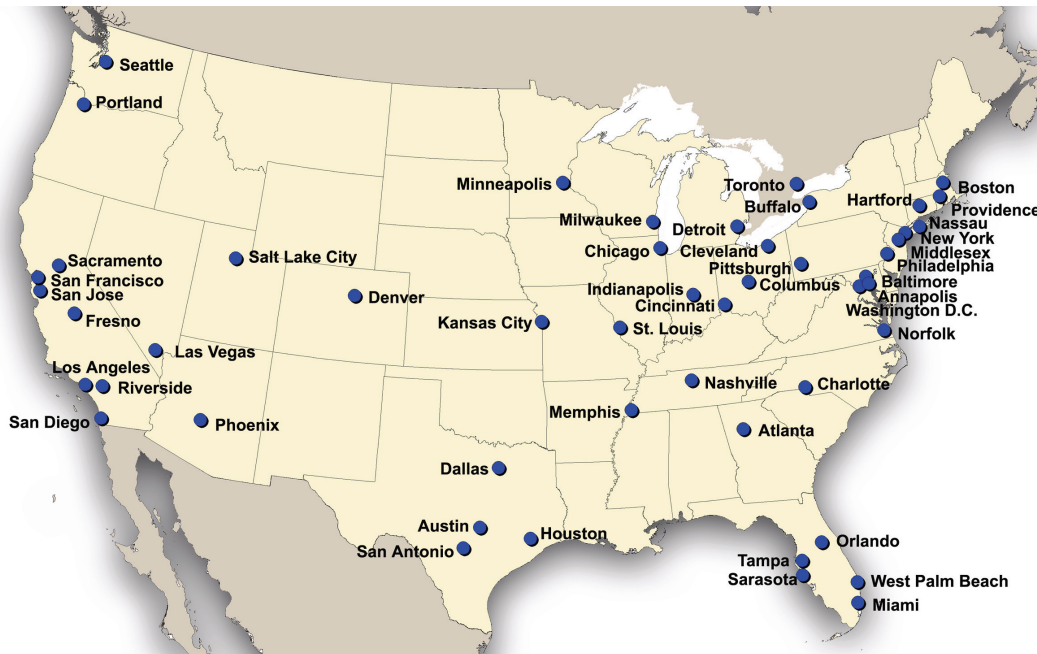 Seattle
Portland
Minneapolis
Toronto
Boston
Buffalo
Hartford
Providence
Milwaukee
Detroit
Nassau
New York
Chicago
Cleveland
Middlesex
Sacramento
Salt Lake City
Pittsburgh
Philadelphia
San Francisco
Columbus
Baltimore
San Jose
Denver
Indianapolis
Annapolis
Cincinnati
Washington D.C.
Fresno
Kansas City
St. Louis
Norfolk
Las Vegas
Los Angeles
Riverside
Nashville
Charlotte
San Diego
Phoenix
Memphis
Atlanta
Dallas
Austin
Houston
San Antonio
Orlando
Tampa
Sarasota
West Palm Beach
Miami